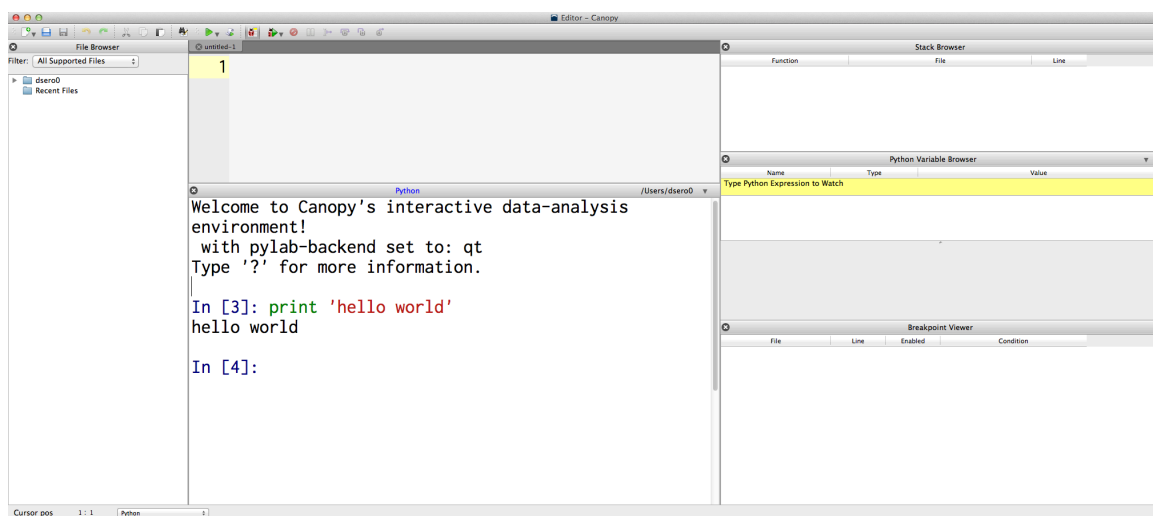 Editor - Canopy
File Browser
Filter: All Supported Files
dsero0
Recent Files
untitled-1
1
Python /Users/dsero0
Welcome to Canopy's interactive data-analysis
environment!
with pylab-backend set to: qt
Type '?' for more information.
In [3]: print 'hello world'
hello world
In [4]:
Stack Browser
Function File Line
Python Variable Browser
Name Type Value
Type Python Expression to Watch
Breakpoint Viewer
File Line Enabled Condition
Cursor pos 1 : 1 Python